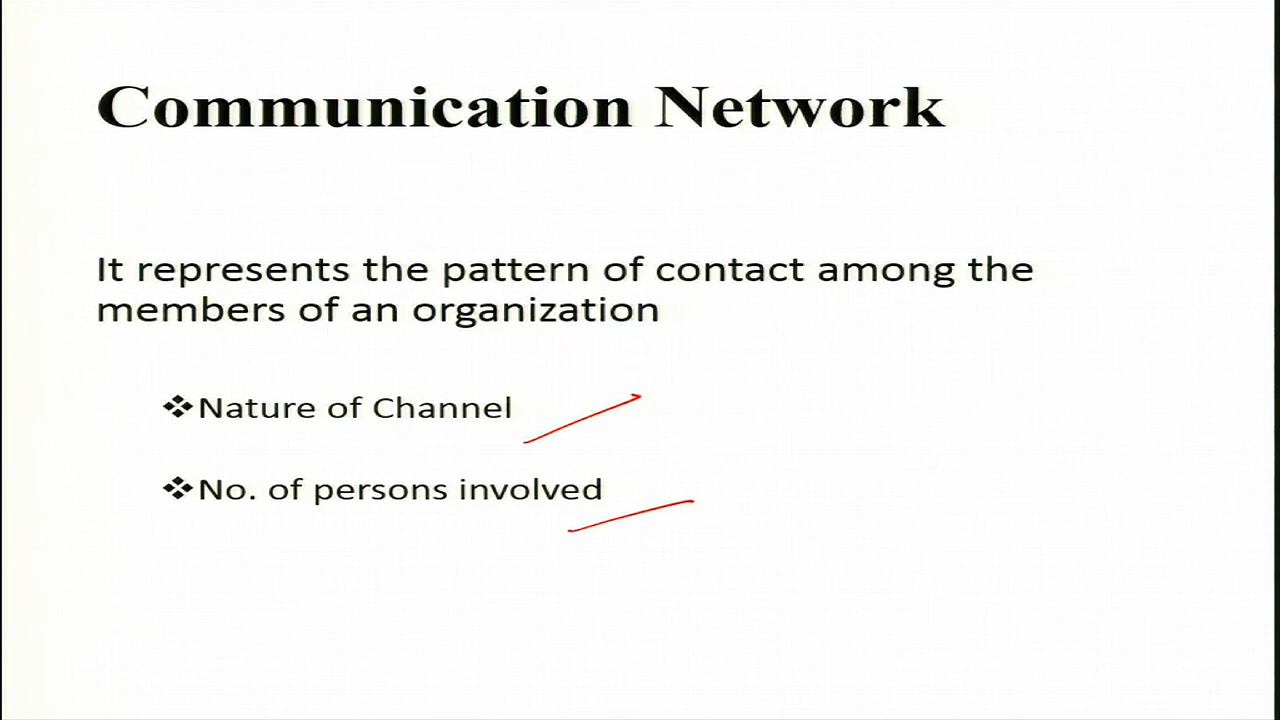 Communication Network
It represents the pattern of contact among the
members of an organization
❖Nature of Channel
❖No. of persons involved